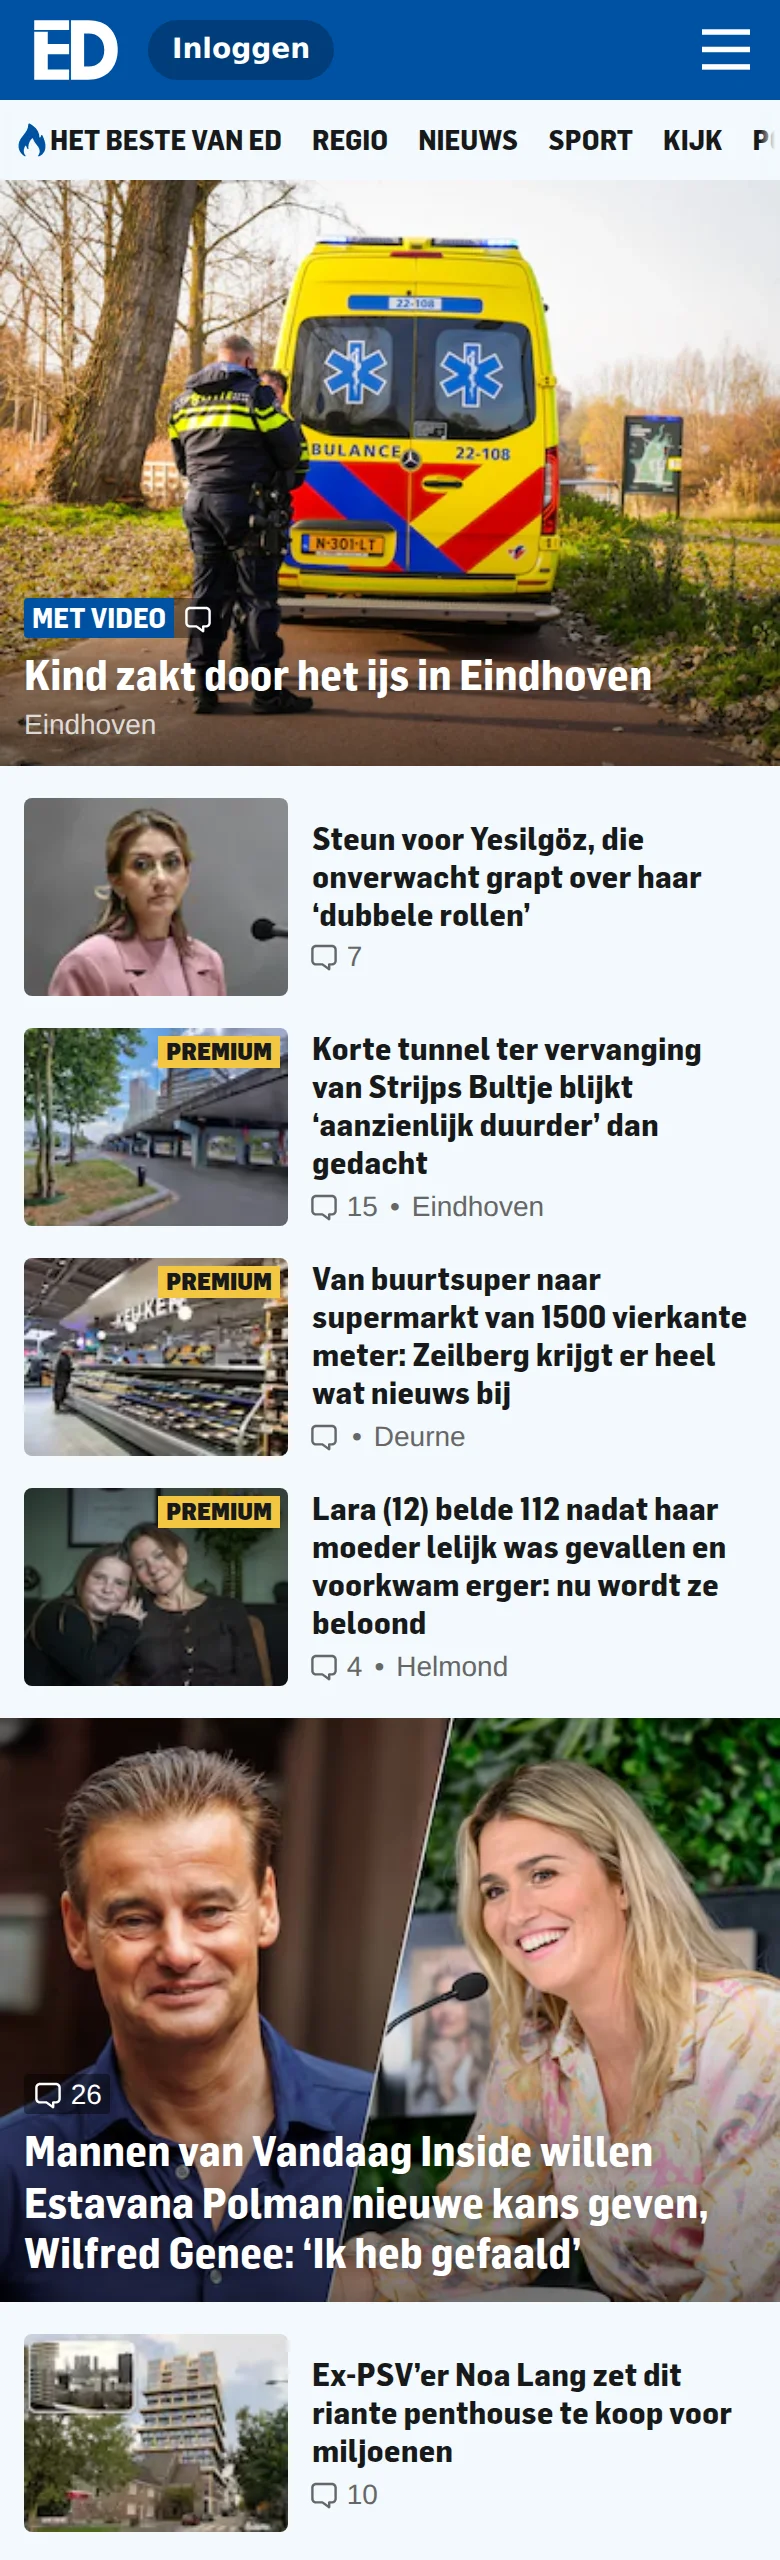 ED Inloggen
HET BESTE VAN ED REGIO NIEUWS SPORT KIJK
22-108
BULANCE 22-108
N-301-LT
MET VIDEO
Kind zakt door het ijs in Eindhoven
Eindhoven
Steun voor Yesilgöz, die
onverwacht grapt over haar
‘dubbele rollen’
7
PREMIUM
Korte tunnel ter vervanging
van Strijps Bultje blijkt
‘aanzienlijk duurder’ dan
gedacht
15 • Eindhoven
PREMIUM
KEUKEN
Van buurtsuper naar
supermarkt van 1500 vierkante
meter: Zeilberg krijgt er heel
wat nieuws bij
• Deurne
PREMIUM
Lara (12) belde 112 nadat haar
moeder lelijk was gevallen en
voorkwam erger: nu wordt ze
beloond
4 • Helmond
26
Mannen van Vandaag Inside willen
Estavana Polman nieuwe kans geven,
Wilfred Genee: ‘Ik heb gefaald’
Ex-PSV’er Noa Lang zet dit
riante penthouse te koop voor
miljoenen
10